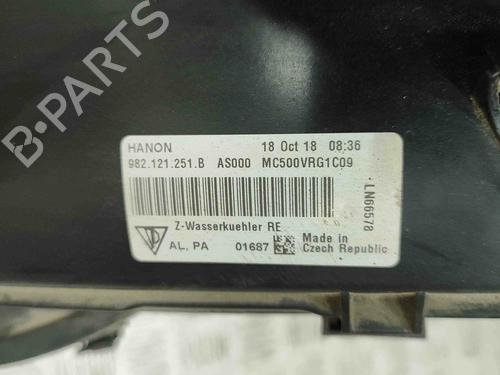 HANON 18 Oct 18 08:36
982.121.251.B AS000 MC500VRG1C09
LN66578
Z-Wasserkuehler RE
AL, PA 01687 Made in
Czech Republic
B-PARTS